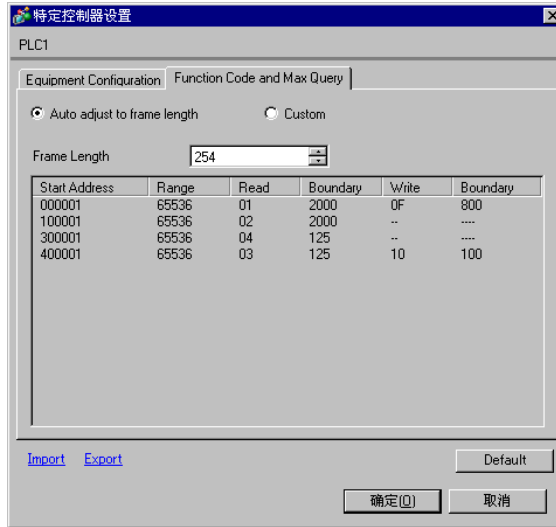 特定控制器设置
PLC1
Equipment Configuration Function Code and Max Query
Auto adjust to frame length Custom
Frame Length 254
Start Address Range Read Boundary Write Boundary
000001 65536 01 2000 0F 800
100001 65536 02 2000 -- ----
300001 65536 04 125 -- ----
400001 65536 03 125 10 100
Import Export Default
确定(O) 取消